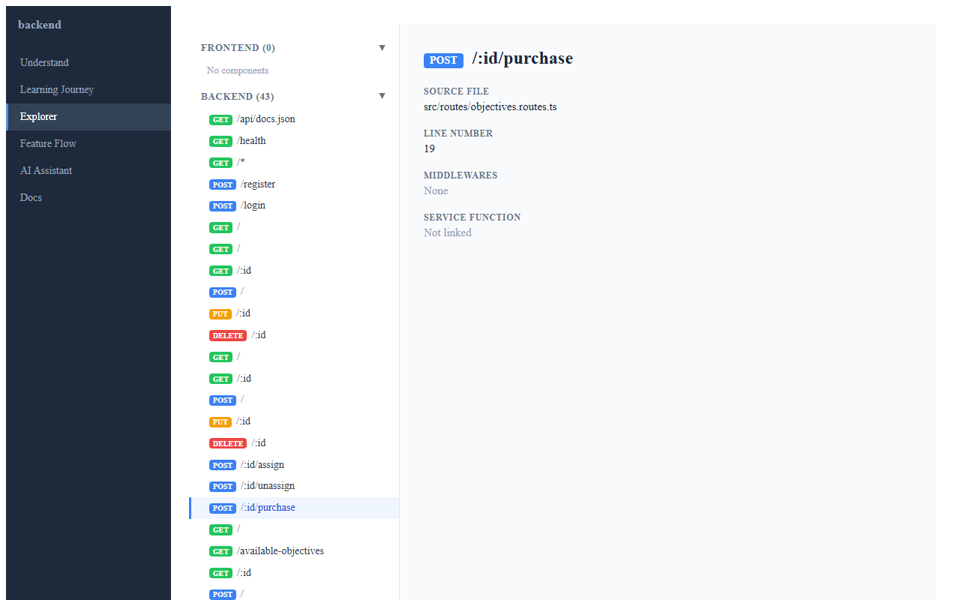 backend
Understand
Learning Journey
Explorer
Feature Flow
AI Assistant
Docs
FRONTEND (0) ▼
No components
BACKEND (43) ▼
GET /api/docs.json
GET /health
GET /*
POST /register
POST /login
GET /
GET /
GET /:id
POST /
PUT /:id
DELETE /:id
GET /
GET /:id
POST /
PUT /:id
DELETE /:id
POST /:id/assign
POST /:id/unassign
POST /:id/purchase
GET /
GET /available-objectives
GET /:id
POST /
POST /:id/purchase
SOURCE FILE
src/routes/objectives.routes.ts
LINE NUMBER
19
MIDDLEWARES
None
SERVICE FUNCTION
Not linked